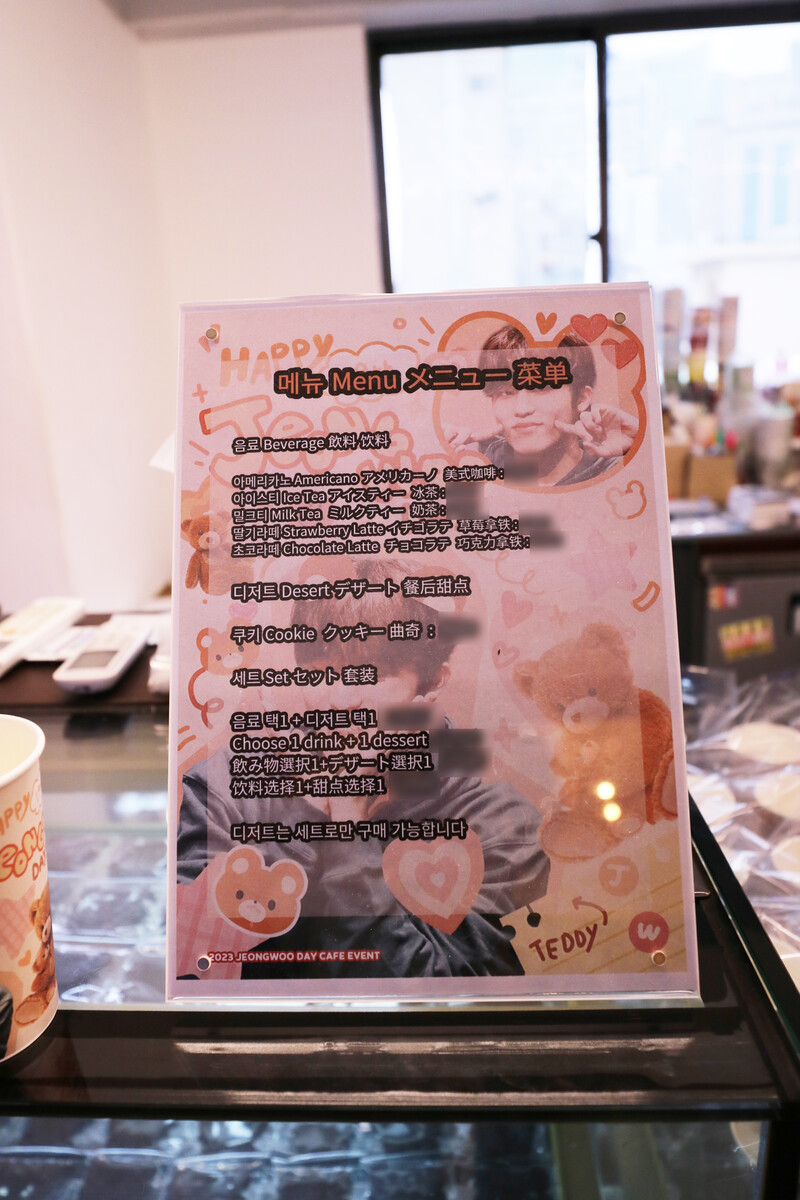 HAPPY
메뉴 Menu メニュー 菜单
음료 Beverage 飲料 饮料
아메리카노 Americano アメリカーノ 美式咖啡 :
아이스티 Ice Tea アイスティー 冰茶 :
밀크티 Milk Tea ミルクティー 奶茶 :
딸기라떼 Strawberry Latte イチゴラテ 草莓拿铁 :
초코라떼 Chocolate Latte チョコラテ 巧克力拿铁 :
디저트 Desert デザート 餐后甜点
쿠키 Cookie クッキー 曲奇 :
세트 Set セット 套装
음료 택1 + 디저트 택1
Choose 1 drink + 1 dessert
飲み物選択1+デザート選択1
饮料选择1+甜点选择1
디저트는 세트로만 구매 가능합니다
J
TEDDY
W
2023 JEONGWOO DAY CAFE EVENT